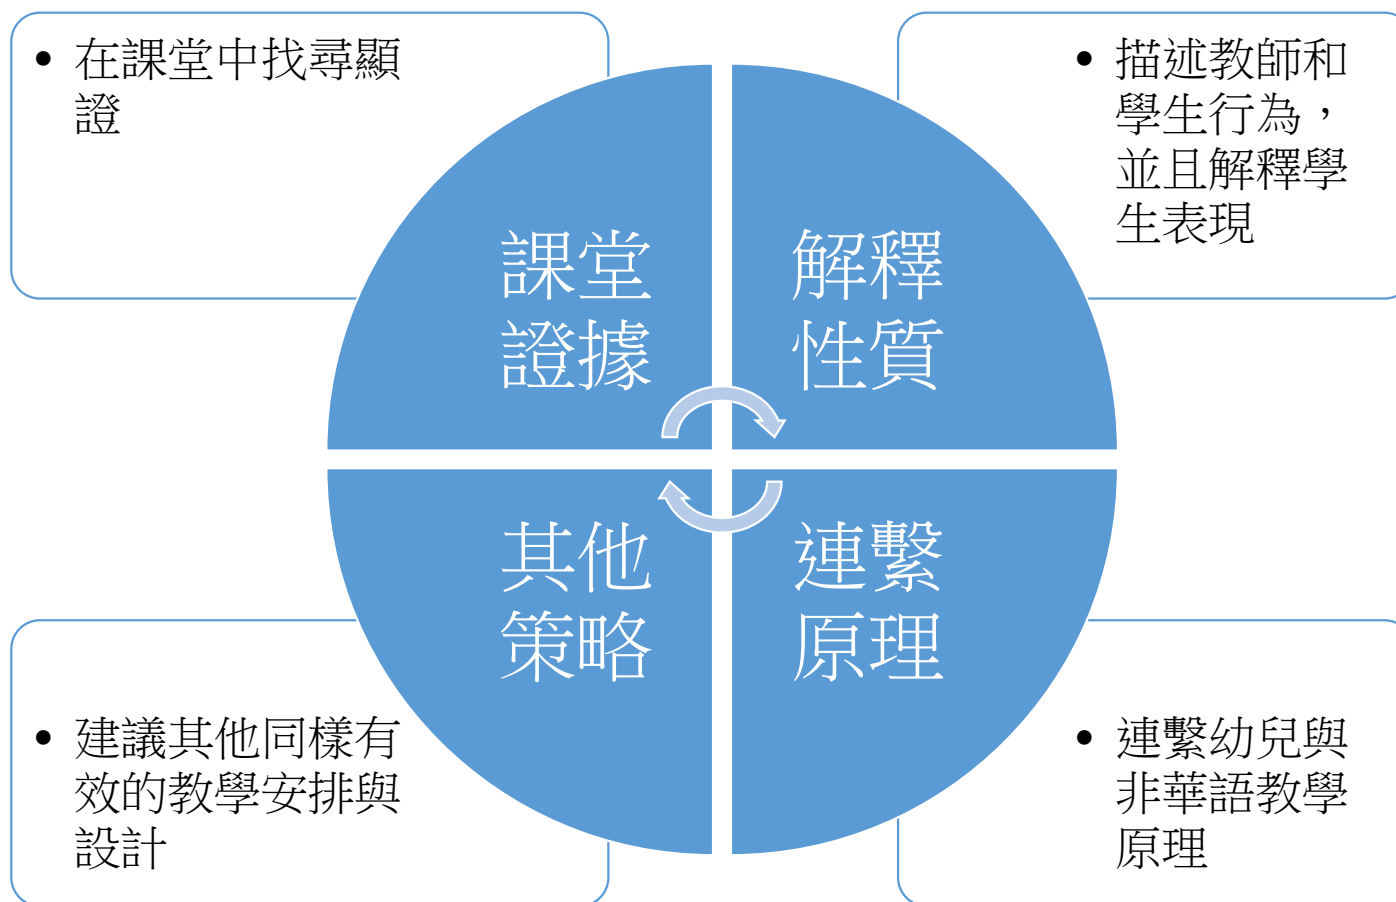 • 在課堂中找尋顯
證
• 描述教師和
學生行為，
並且解釋學
生表現
課堂
證據
解釋
性質
其他
策略
連繫
原理
• 建議其他同樣有
效的教學安排與
設計
• 連繫幼兒與
非華語教學
原理